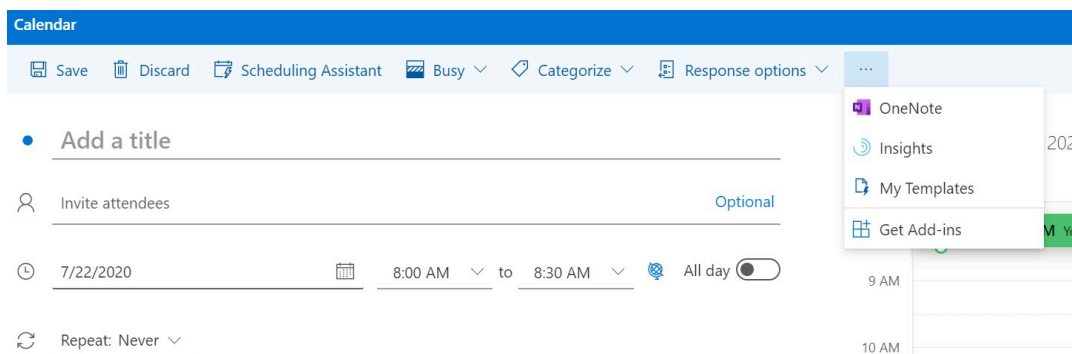 Calendar
Save Discard Scheduling Assistant Busy Categorize Response options ...
OneNote
Add a title
Insights
My Templates
Invite attendees Optional
Get Add-ins
7/22/2020 8:00 AM to 8:30 AM All day
9 AM
Repeat: Never
10 AM